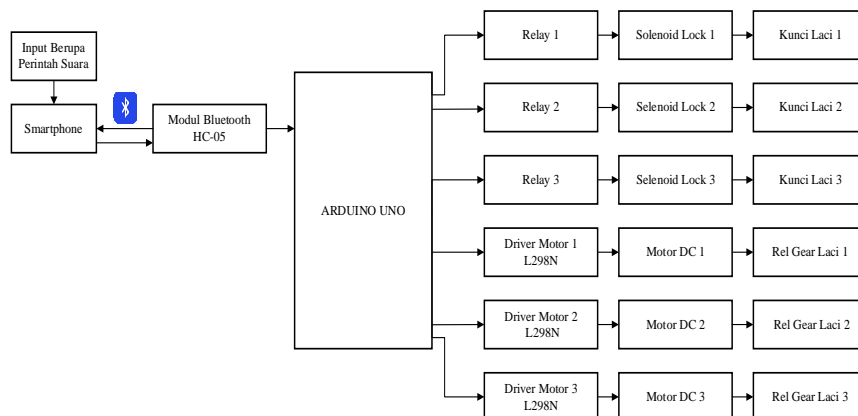 Input Berupa
Perintah Suara
Smartphone
Modul Bluetooth
HC-05
ARDUINO UNO
Relay 1
Solenoid Lock 1
Kunci Laci 1
Relay 2
Selenoid Lock 2
Kunci Laci 2
Relay 3
Selenoid Lock 3
Kunci Laci 3
Driver Motor 1
L298N
Motor DC 1
Rel Gear Laci 1
Driver Motor 2
L298N
Motor DC 2
Rel Gear Laci 2
Driver Motor 3
L298N
Motor DC 3
Rel Gear Laci 3